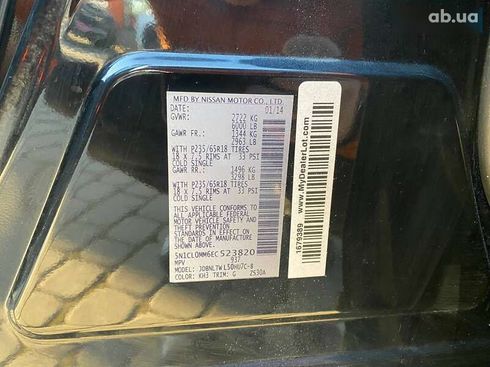 ab.ua
MFD BY NISSAN MOTOR CO., LTD.
DATE: 01/14
GVWR: 2722 KG
6000 LB
GAWR FR: 1344 KG
2963 LB
WITH P235/65R18 TIRES
18 X 7.5 RIMS AT 33 PSI
COLD SINGLE
GAWR RR: 1496 KG
3298 LB
WITH P235/65R18 TIRES
18 X 7.5 RIMS AT 33 PSI
COLD SINGLE
THIS VEHICLE CONFORMS
TO ALL APPLICABLE FEDERAL
MOTOR VEHICLE SAFETY AND
THEFT PREVENTION
STANDARDS IN EFFECT ON
THE DATE OF MANUFACTURE
SHOWN ABOVE.
MPV 937
COLOR: KH3 TRIM: G Z530A
www.MyDealerLot.com
1679389